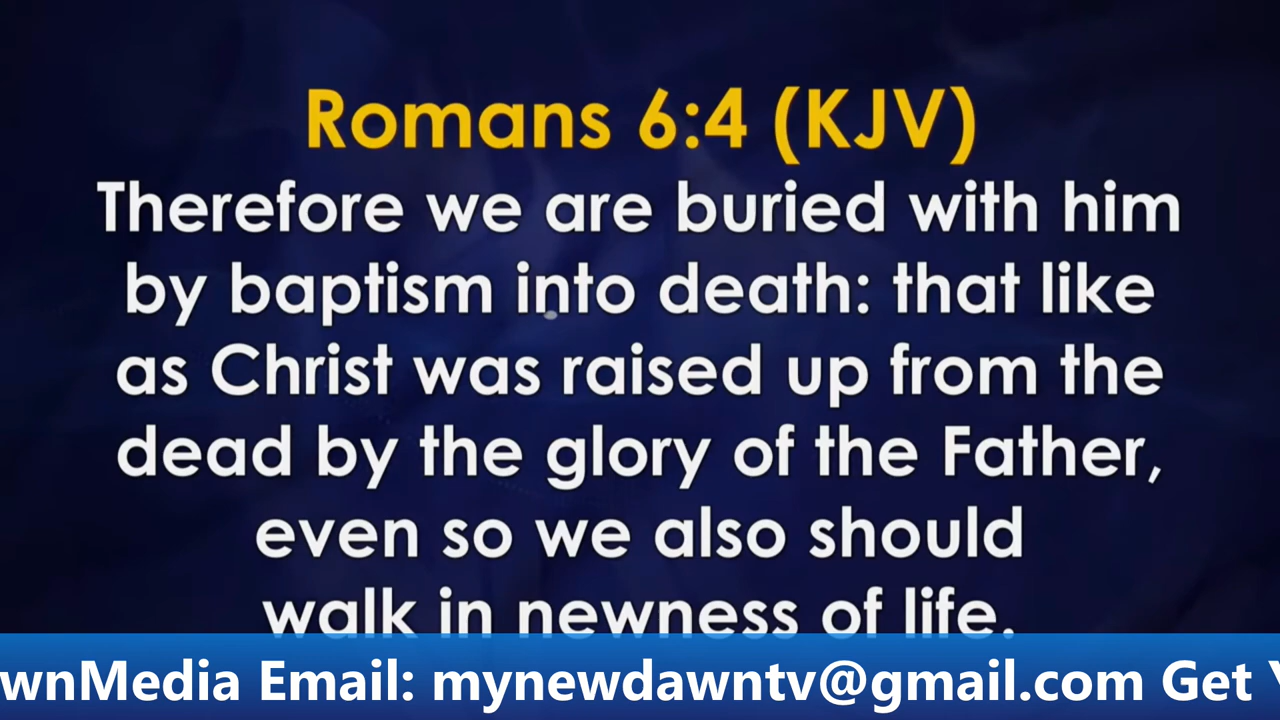 Romans 6:4 (KJV)
Therefore we are buried with him
by baptism into death: that like
as Christ was raised up from the
dead by the glory of the Father,
even so we also should
walk in newness of life.
wnMedia Email: mynewdawntv@gmail.com Get